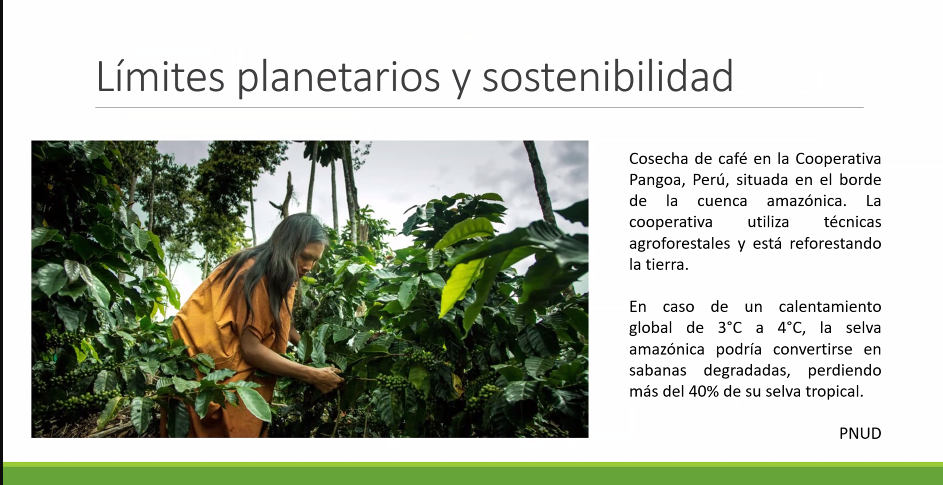 Límites planetarios y sostenibilidad
Cosecha de café en la Cooperativa
Pangoa, Perú, situada en el borde
de la cuenca amazónica. La
cooperativa utiliza técnicas
agroforestales y está reforestando
la tierra.
En caso de un calentamiento
global de 3°C a 4°C, la selva
amazónica podría convertirse en
sabanas degradadas, perdiendo
más del 40% de su selva tropical.
PNUD